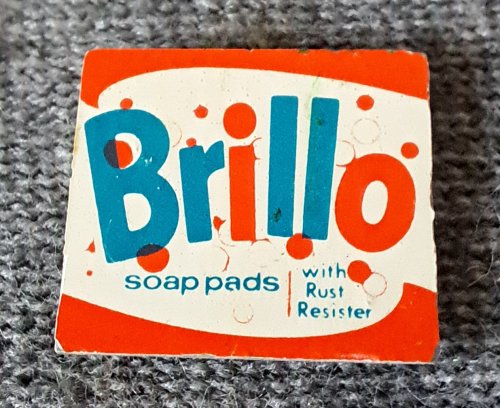 Brillo
soap pads
with
Rust
Resister